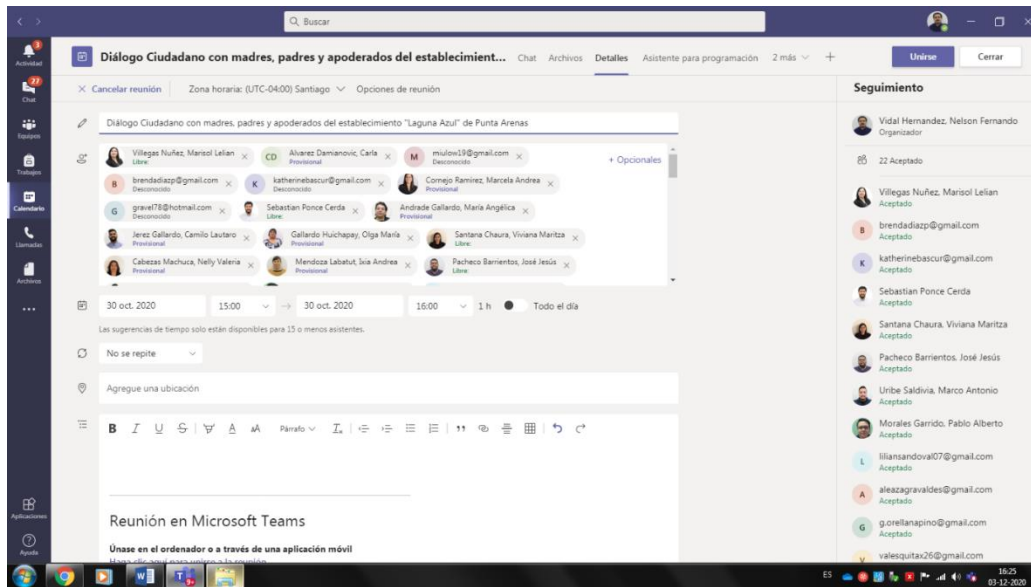 Buscar
3
Actividad
27
Chat
Equipos
Trabajos
Calendario
Llamadas
Archivos
Aplicaciones
Ayuda
Diálogo Ciudadano con madres, padres y apoderados del establecimient...
Chat Archivos Detalles Asistente para programación 2 más
Unirse Cerrar
Cancelar reunión Zona horaria: (UTC-04:00) Santiago Opciones de reunión
Diálogo Ciudadano con madres, padres y apoderados del establecimiento "Laguna Azul" de Punta Arenas
Villegas Nuñez, Marisol Lelian
Libre
CD Alvarez Damianovic, Carla
Provisional
M miulow19@gmail.com
Desconocido
+ Opcionales
B brendadiazp@gmail.com
Desconocido
K katherinebascur@gmail.com
Desconocido
Cornejo Ramirez, Marcela Andrea
Provisional
G gravel78@hotmail.com
Desconocido
Sebastian Ponce Cerda
Libre
Andrade Gallardo, María Angélica
Provisional
Jerez Gallardo, Camilo Lautaro
Provisional
Gallardo Huichapay, Olga María
Provisional
Santana Chaura, Viviana Maritza
Libre
Cabezas Machuca, Nelly Valeria
Provisional
Mendoza Labatut, Ixia Andrea
Provisional
Pacheco Barrientos, José Jesús
Libre
30 oct. 2020 15:00 → 30 oct. 2020 16:00 1 h Todo el día
Las sugerencias de tiempo solo están disponibles para 15 o menos asistentes.
No se repite
Agregue una ubicación
B I U S A AA Párrafo
Reunión en Microsoft Teams
Únase en el ordenador o a través de una aplicación móvil
Haga clic aquí para unirse a la reunión
Seguimiento
Vidal Hernandez, Nelson Fernando
Organizador
22 Aceptado
Villegas Nuñez, Marisol Lelian
Aceptado
B brendadiazp@gmail.com
Aceptado
K katherinebascur@gmail.com
Aceptado
Sebastian Ponce Cerda
Aceptado
Santana Chaura, Viviana Maritza
Aceptado
Pacheco Barrientos, José Jesús
Aceptado
Uribe Saldivia, Marco Antonio
Aceptado
Morales Garrido, Pablo Alberto
Aceptado
L liliansandoval07@gmail.com
Aceptado
A aleazagravaldes@gmail.com
Aceptado
G g.orellanapino@gmail.com
Aceptado
V valesquitax26@gmail.com
ES
16:25
03-12-2020